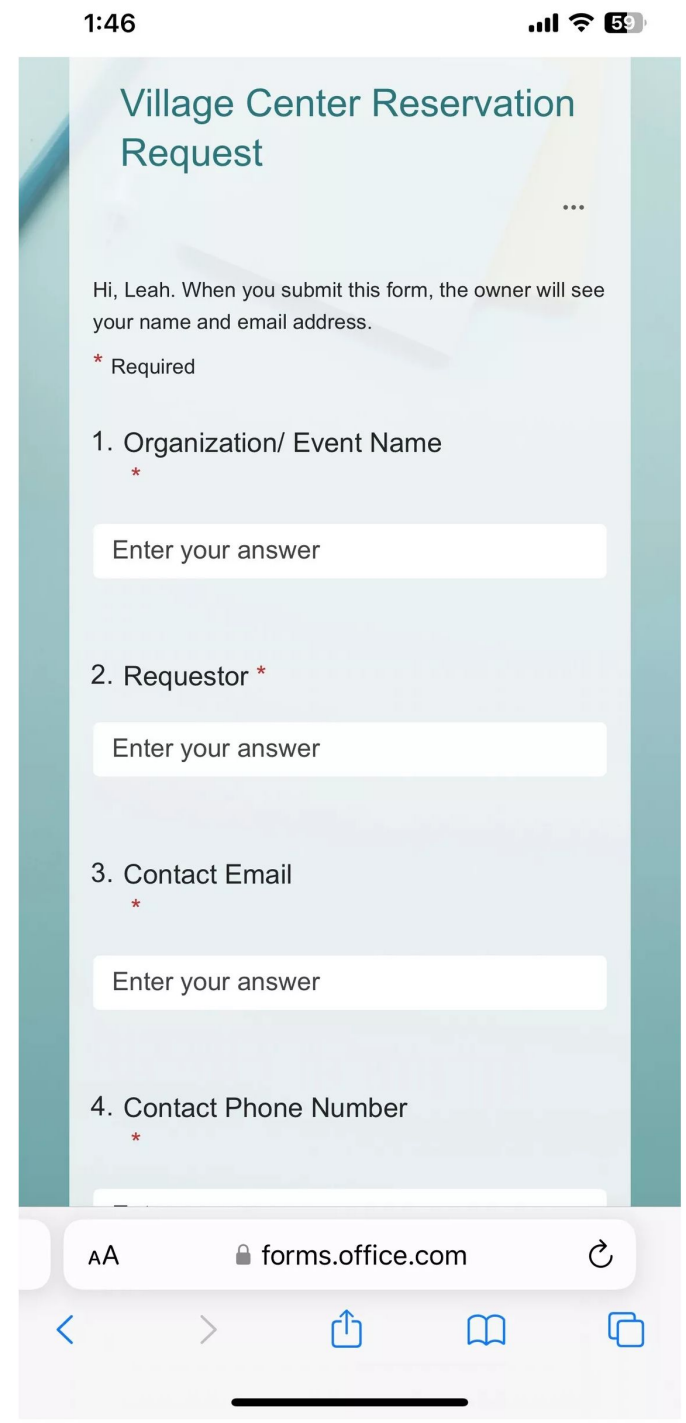 1:46
59
Village Center Reservation
Request
...
Hi, Leah. When you submit this form, the owner will see
your name and email address.
* Required
1. Organization/ Event Name
*
Enter your answer
2. Requestor *
Enter your answer
3. Contact Email
*
Enter your answer
4. Contact Phone Number
*
AA forms.office.com